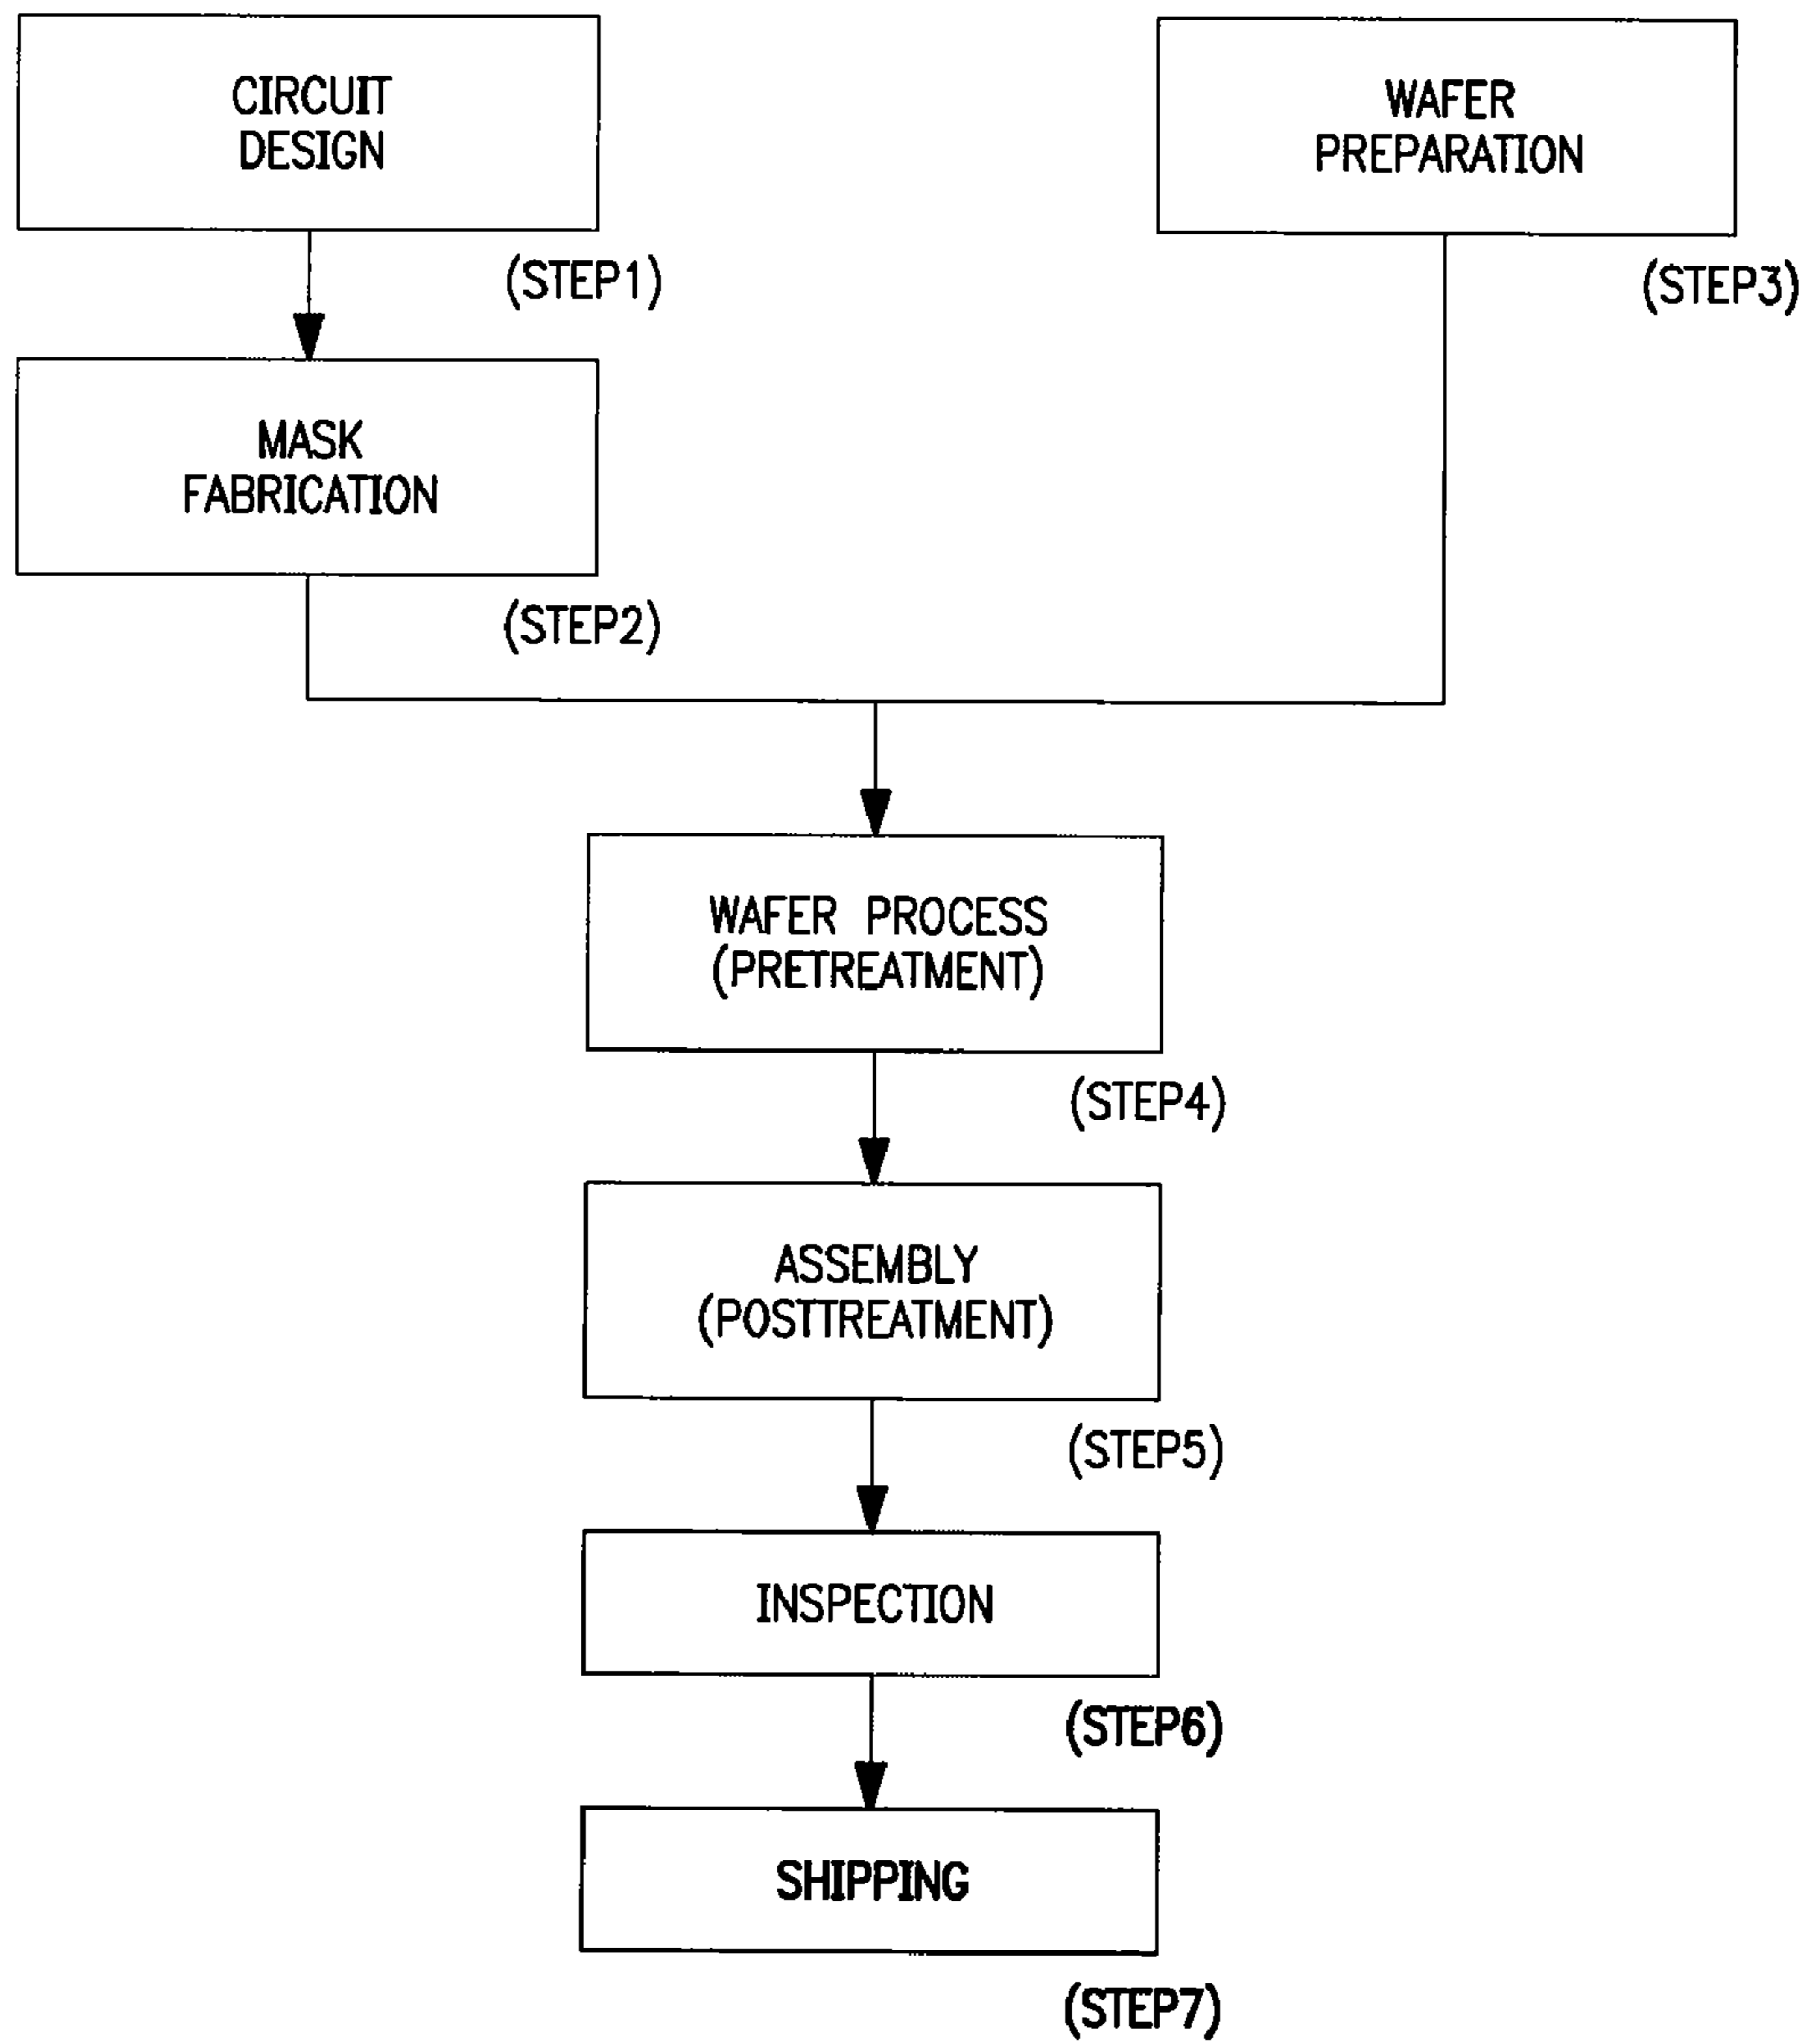 CIRCUIT
DESIGN
(STEP1)
WAFER
PREPARATION
(STEP3)
MASK
FABRICATION
(STEP2)
WAFER PROCESS
(PRETREATMENT)
(STEP4)
ASSEMBLY
(POSTTREATMENT)
(STEP5)
INSPECTION
(STEP6)
SHIPPING
(STEP7)